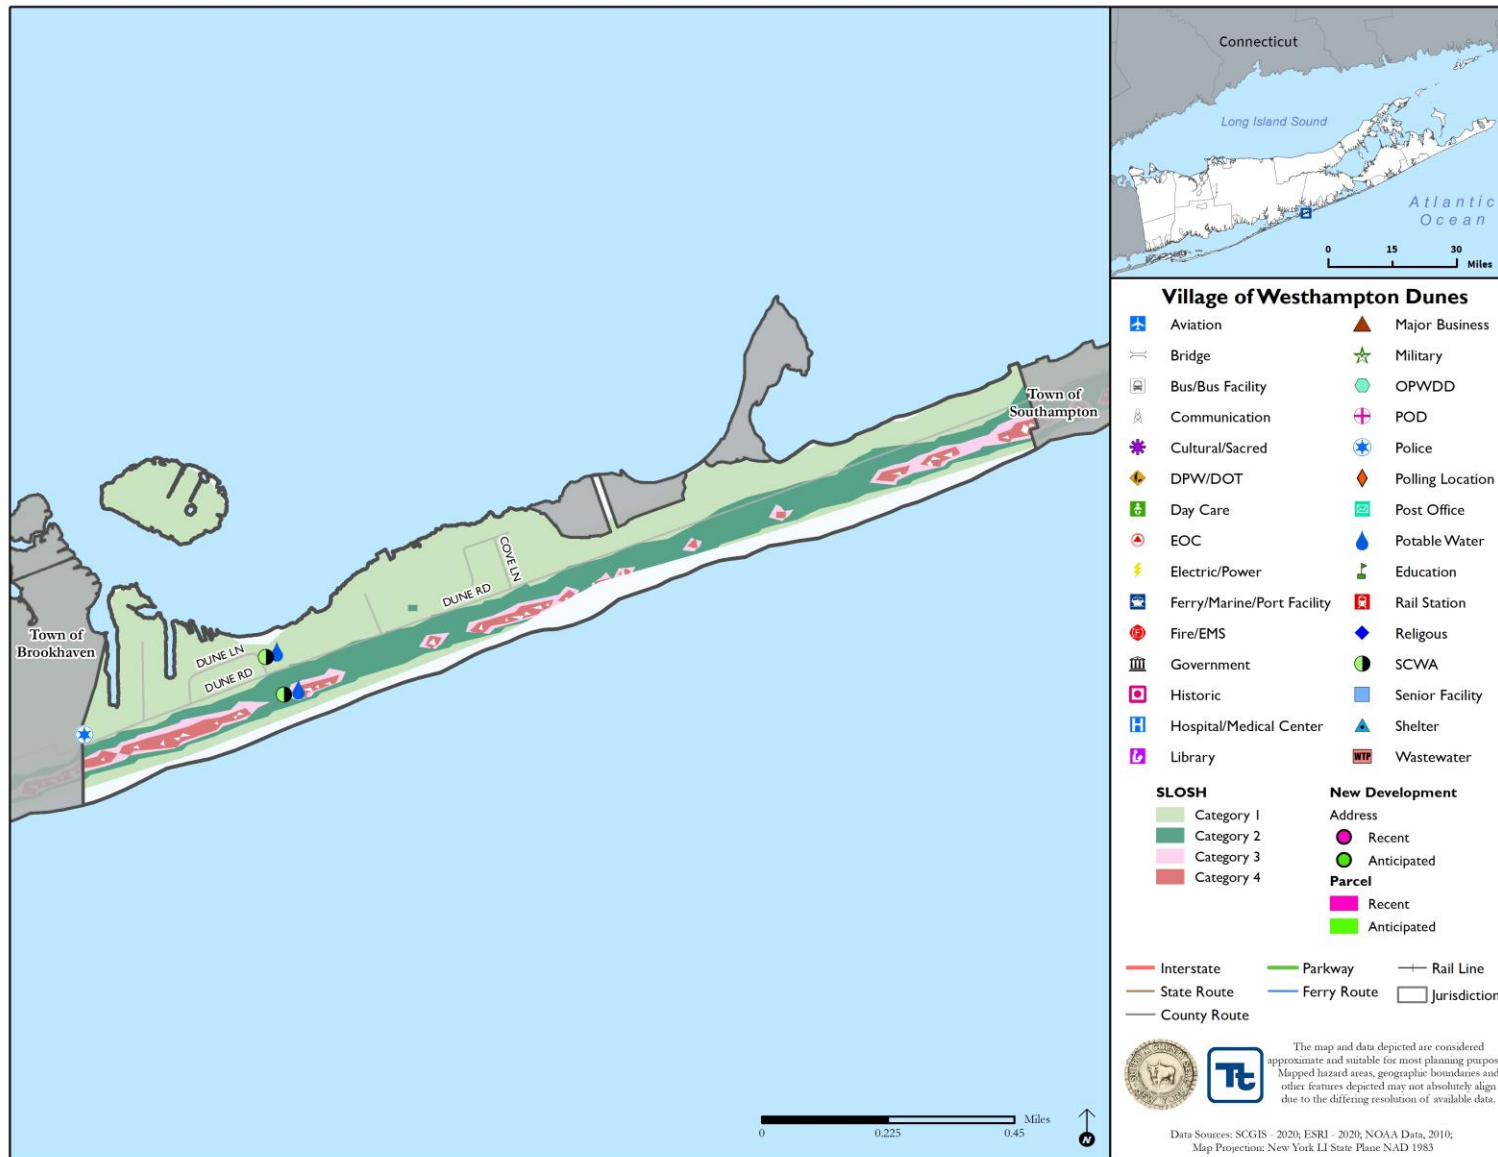 Connecticut
Long Island Sound
Atlantic
Ocean
0 15 30
Miles
Town of
Southampton
Town of
Brookhaven
COVE LN
DUNE RD
DUNE LN
DUNE RD
Miles
0 0.225 0.45
N
Village of Westhampton Dunes
Aviation
Bridge
Bus/Bus Facility
Communication
Cultural/Sacred
DPW/DOT
Day Care
EOC
Electric/Power
Ferry/Marine/Port Facility
Fire/EMS
Government
Historic
Hospital/Medical Center
Library
Major Business
Military
OPWDD
POD
Police
Polling Location
Post Office
Potable Water
Education
Rail Station
Religous
SCWA
Senior Facility
Shelter
WTP Wastewater
SLOSH
Category 1
Category 2
Category 3
Category 4
New Development
Address
Recent
Anticipated
Parcel
Recent
Anticipated
Interstate
State Route
County Route
Parkway
Ferry Route
Rail Line
Jurisdiction
Tt
The map and data depicted are considered
approximate and suitable for most planning purpos
Mapped hazard areas, geographic boundaries and
other features depicted may not absolutely align
due to the differing resolution of available data.
Data Sources: SCGIS - 2020; ESRI - 2020; NOAA Data, 2010;
Map Projection: New York LI State Plane NAD 1983